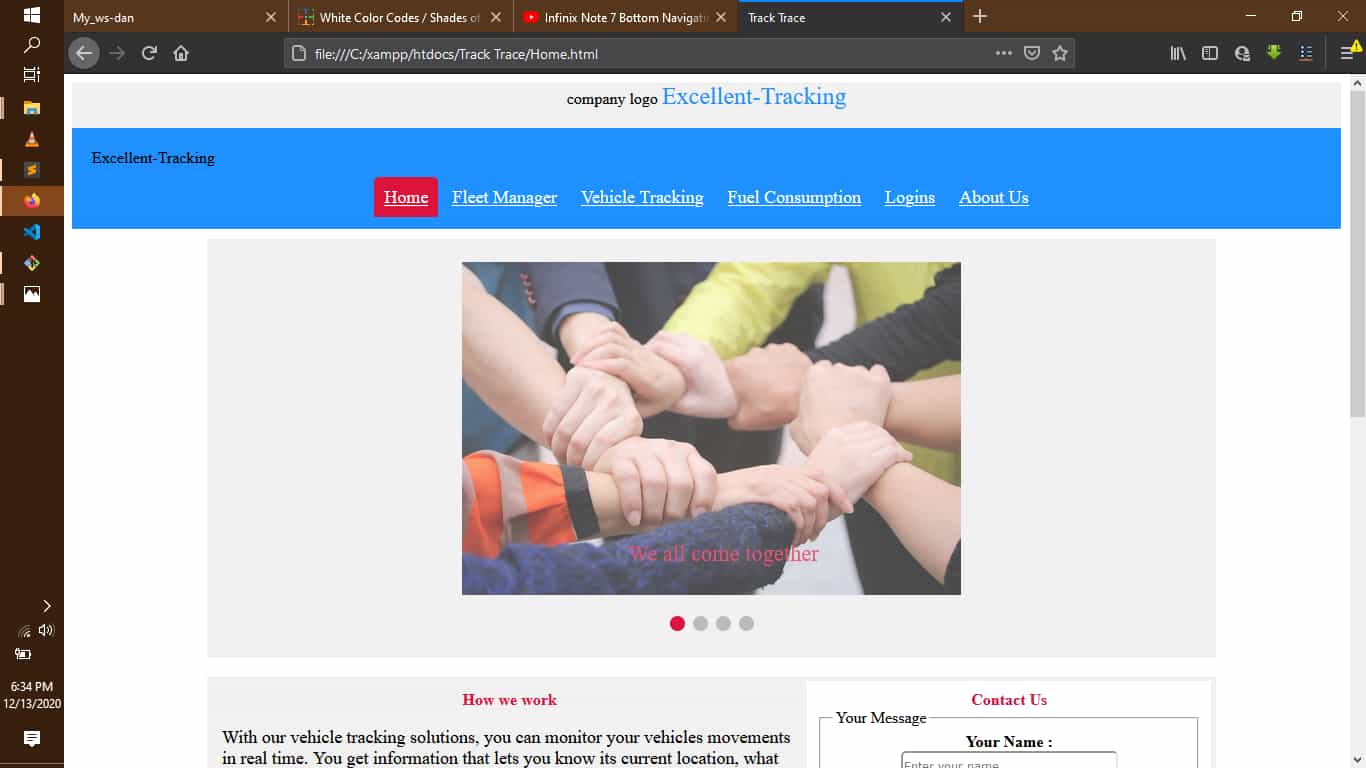 My_ws-dan
White Color Codes / Shades of
Infinix Note 7 Bottom Navigati
Track Trace
file:///C:/xampp/htdocs/Track Trace/Home.html
company logo Excellent-Tracking
Excellent-Tracking
Home Fleet Manager Vehicle Tracking Fuel Consumption Logins About Us
We all come together
How we work
With our vehicle tracking solutions, you can monitor your vehicles movements
in real time. You get information that lets you know its current location, what
Contact Us
Your Message
Your Name :
Enter your name
6:34 PM
12/13/2020